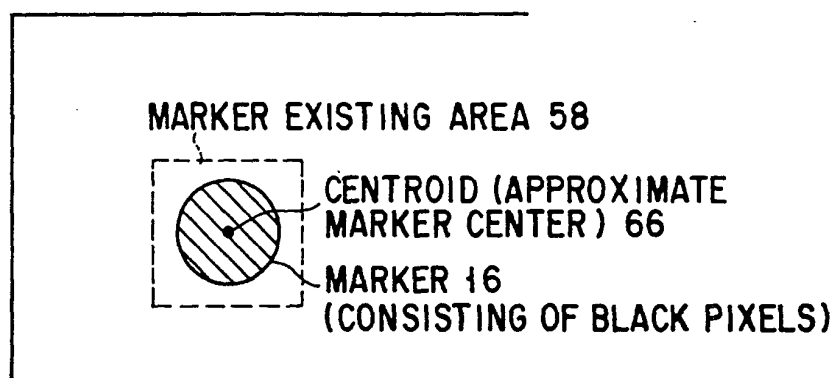 MARKER EXISTING AREA 58
CENTROID (APPROXIMATE
MARKER CENTER) 66
MARKER 16
(CONSISTING OF BLACK PIXELS)